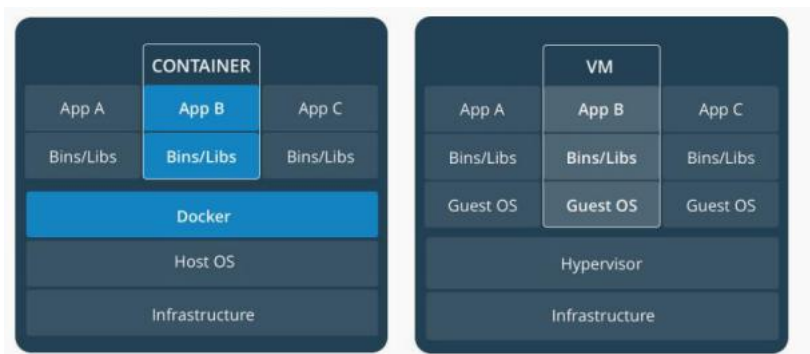 CONTAINER
App A App B App C
Bins/Libs Bins/Libs Bins/Libs
Docker
Host OS
Infrastructure
VM
App A App B App C
Bins/Libs Bins/Libs Bins/Libs
Guest OS Guest OS Guest OS
Hypervisor
Infrastructure